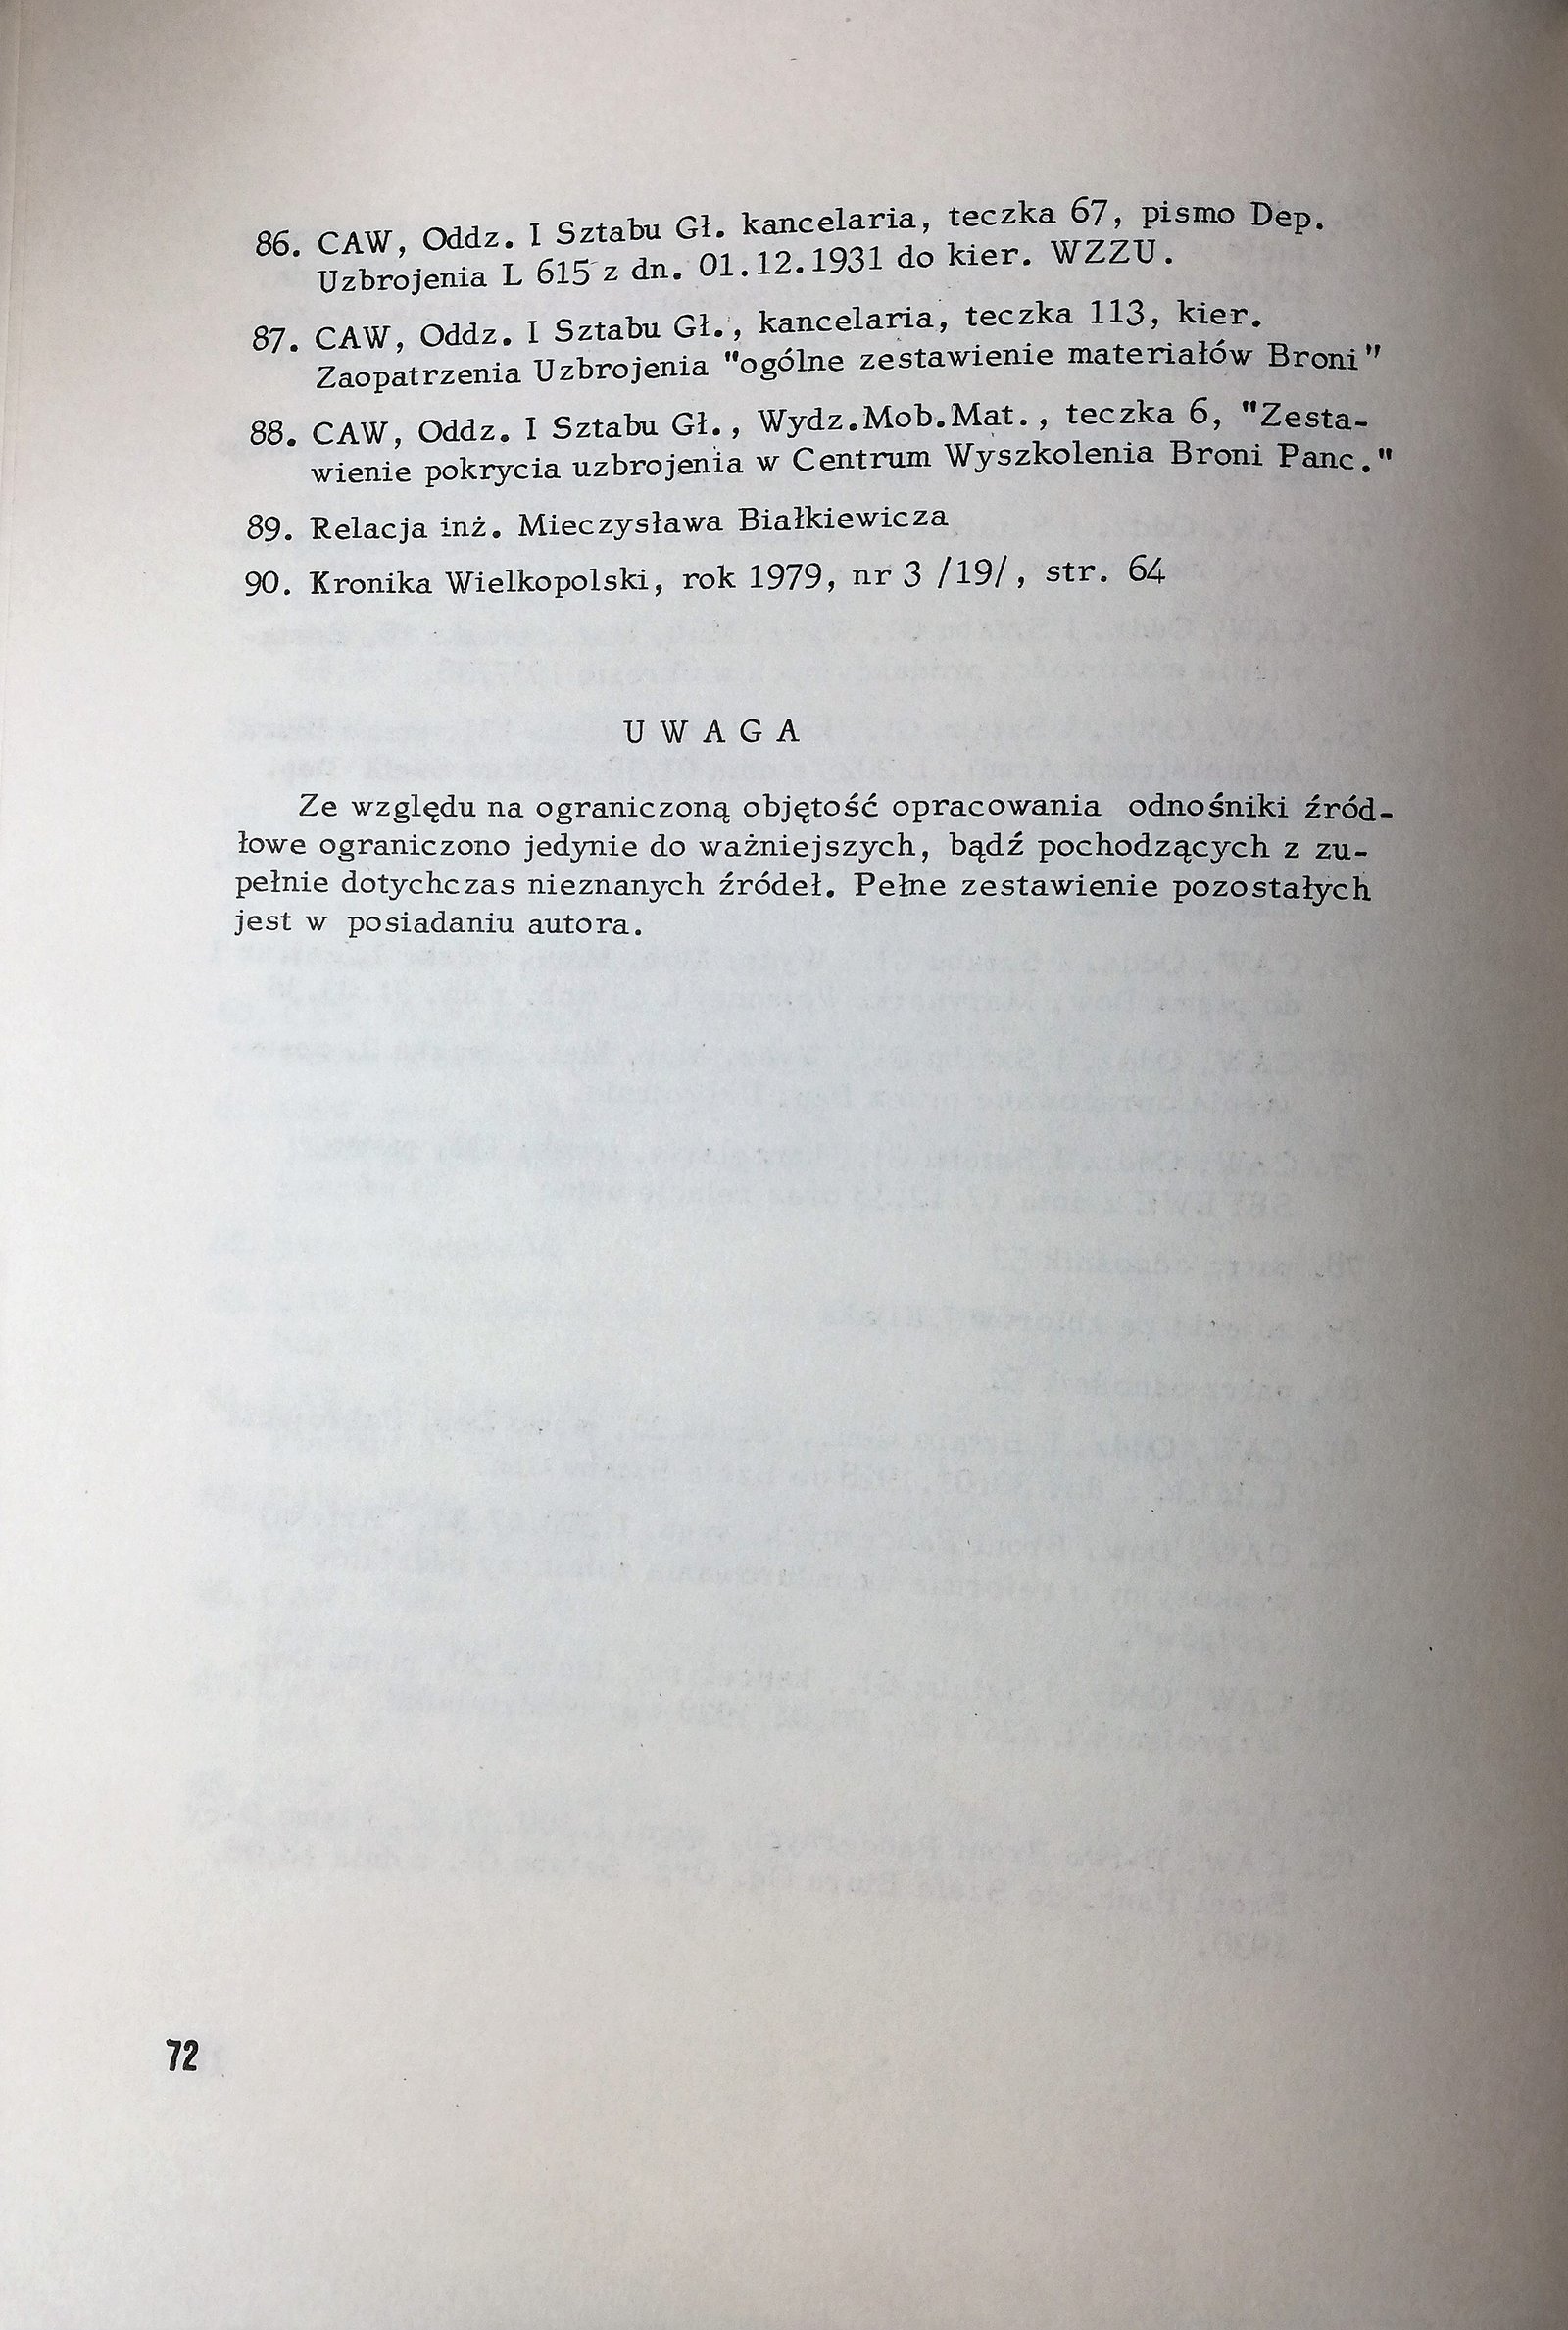 86. CAW, Oddz. I Sztabu Gł. kancelaria, teczka 67, pismo Dep.
Uzbrojenia L 615 z dn. 01.12.1931 do kier. WZZU.
87. CAW, Oddz. I Sztabu Gł., kancelaria, teczka 113, kier.
Zaopatrzenia Uzbrojenia "ogólne zestawienie materiałów Broni"
88. CAW, Oddz. I Sztabu Gł., Wydz.Mob.Mat., teczka 6, "Zesta-
wienie pokrycia uzbrojenia w Centrum Wyszkolenia Broni Panc."
89. Relacja inż. Mieczysława Białkiewicza
90. Kronika Wielkopolski, rok 1979, nr 3 /19/, str. 64
U W A G A
Ze względu na ograniczoną objętość opracowania odnośniki źród-
łowe ograniczono jedynie do ważniejszych, bądź pochodzących z zu-
pełnie dotychczas nieznanych źródeł. Pełne zestawienie pozostałych
jest w posiadaniu autora.
72